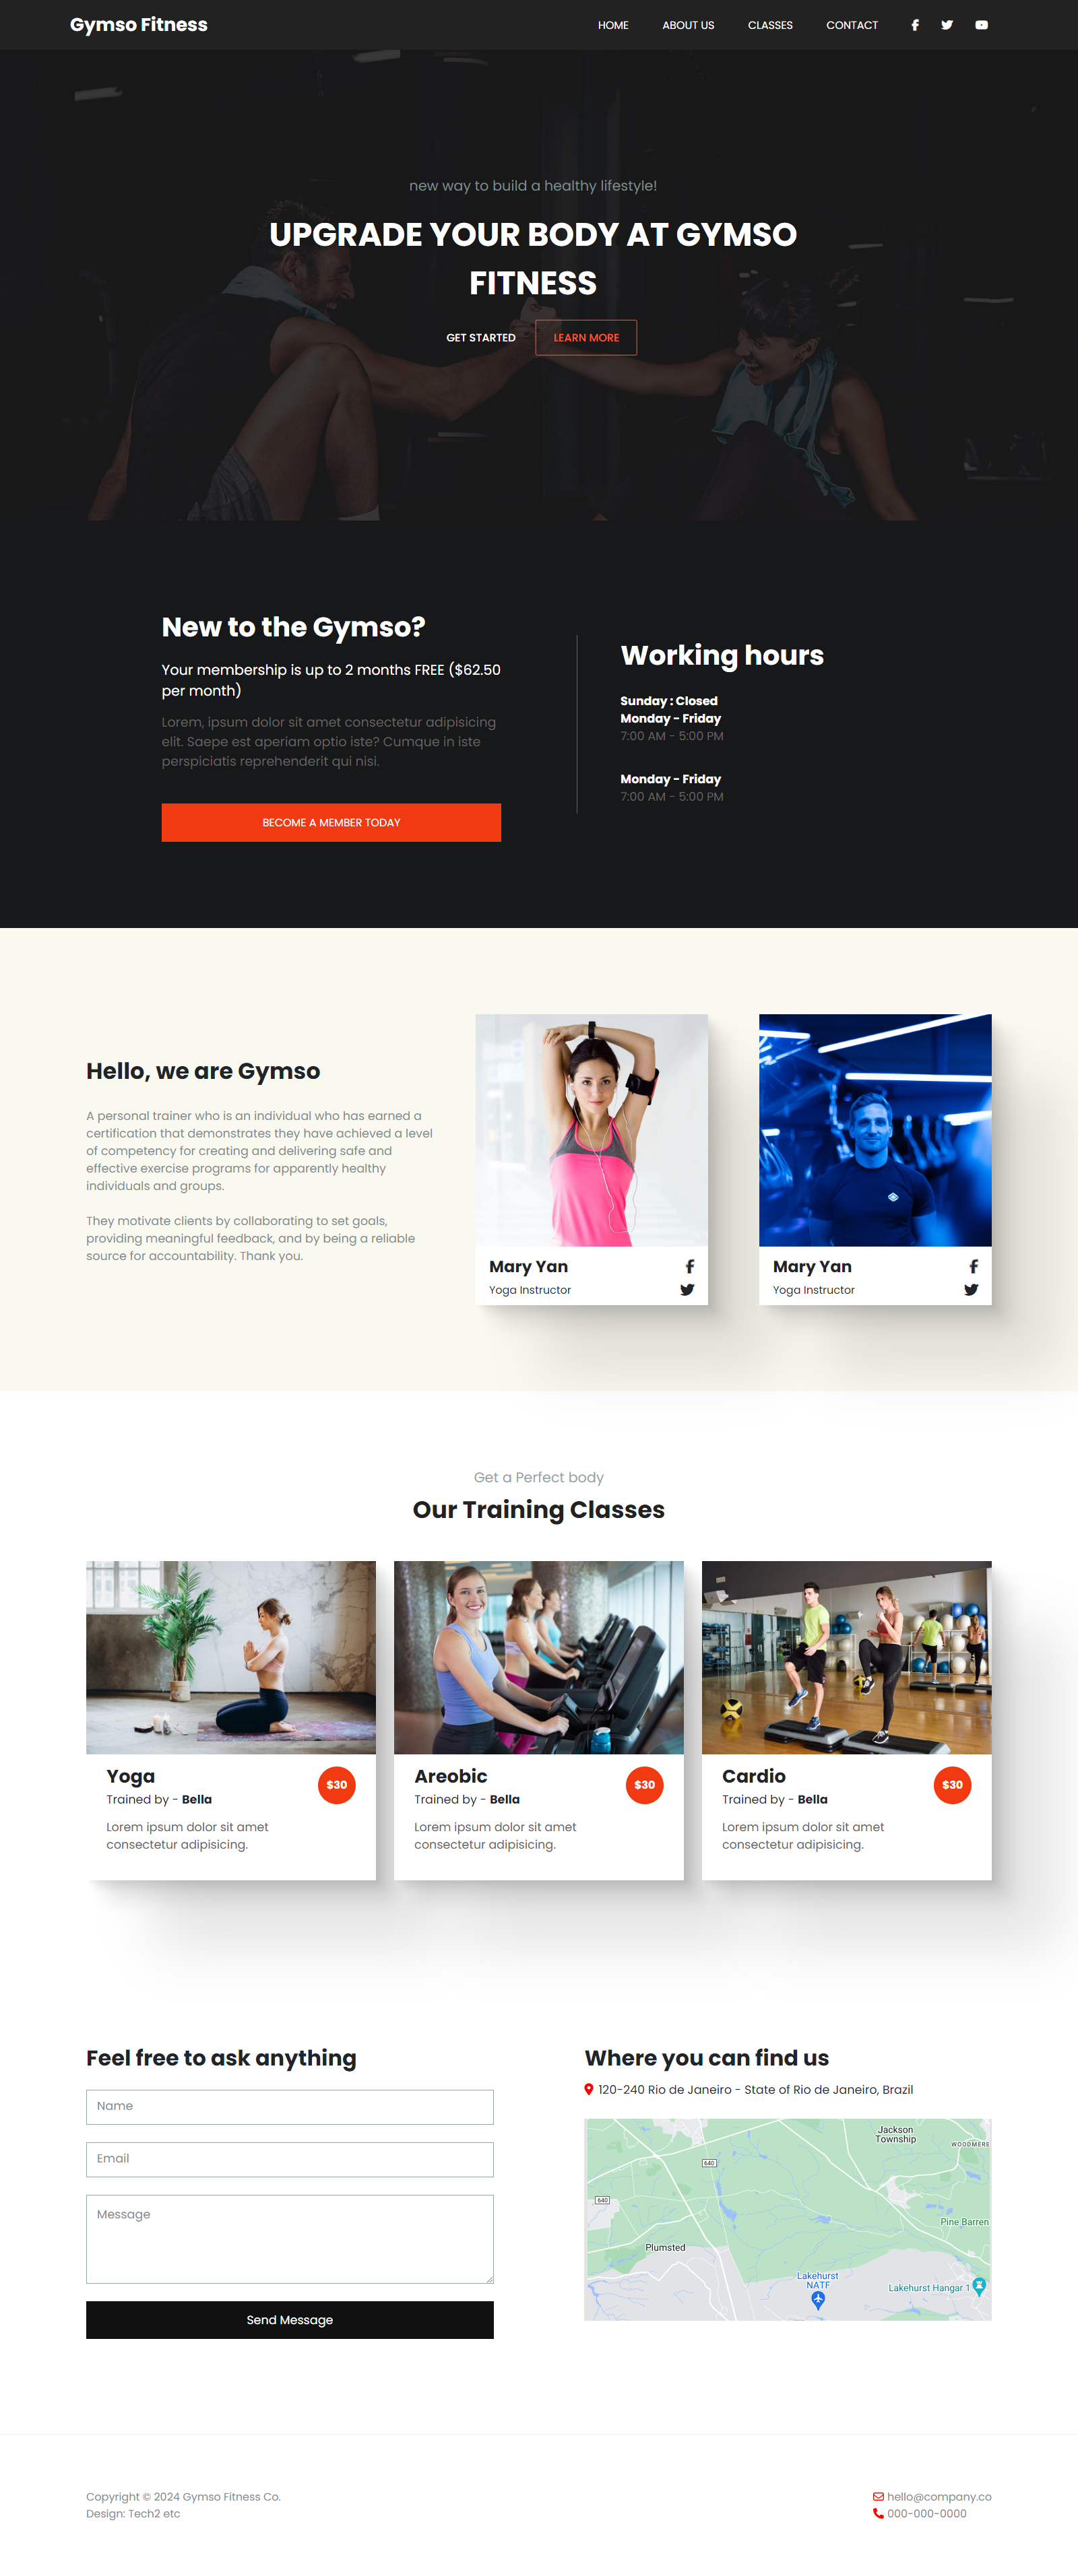 Gymso Fitness
HOME ABOUT US CLASSES CONTACT
new way to build a healthy lifestyle!
UPGRADE YOUR BODY AT GYMSO
FITNESS
GET STARTED LEARN MORE
New to the Gymso?
Your membership is up to 2 months FREE ($62.50
per month)
Lorem, ipsum dolor sit amet consectetur adipisicing
elit. Saepe est aperiam optio iste? Cumque in iste
perspiciatis reprehenderit qui nisi.
BECOME A MEMBER TODAY
Working hours
Sunday : Closed
Monday - Friday
7:00 AM - 5:00 PM
Monday - Friday
7:00 AM - 5:00 PM
Hello, we are Gymso
A personal trainer who is an individual who has earned a
certification that demonstrates they have achieved a level
of competency for creating and delivering safe and
effective exercise programs for apparently healthy
individuals and groups.
They motivate clients by collaborating to set goals,
providing meaningful feedback, and by being a reliable
source for accountability. Thank you.
Mary Yan
Yoga Instructor
Mary Yan
Yoga Instructor
Get a Perfect body
Our Training Classes
Yoga
Trained by - Bella
$30
Lorem ipsum dolor sit amet
consectetur adipisicing.
Areobic
Trained by - Bella
$30
Lorem ipsum dolor sit amet
consectetur adipisicing.
Cardio
Trained by - Bella
$30
Lorem ipsum dolor sit amet
consectetur adipisicing.
Feel free to ask anything
Name
Email
Message
Send Message
Where you can find us
120-240 Rio de Janeiro - State of Rio de Janeiro, Brazil
Jackson
Township
WOODMERE
640
640
Pine Barren
Plumsted
Lakehurst
NATF
Lakehurst Hangar 1
Copyright © 2024 Gymso Fitness Co.
Design: Tech2 etc
hello@company.co
000-000-0000